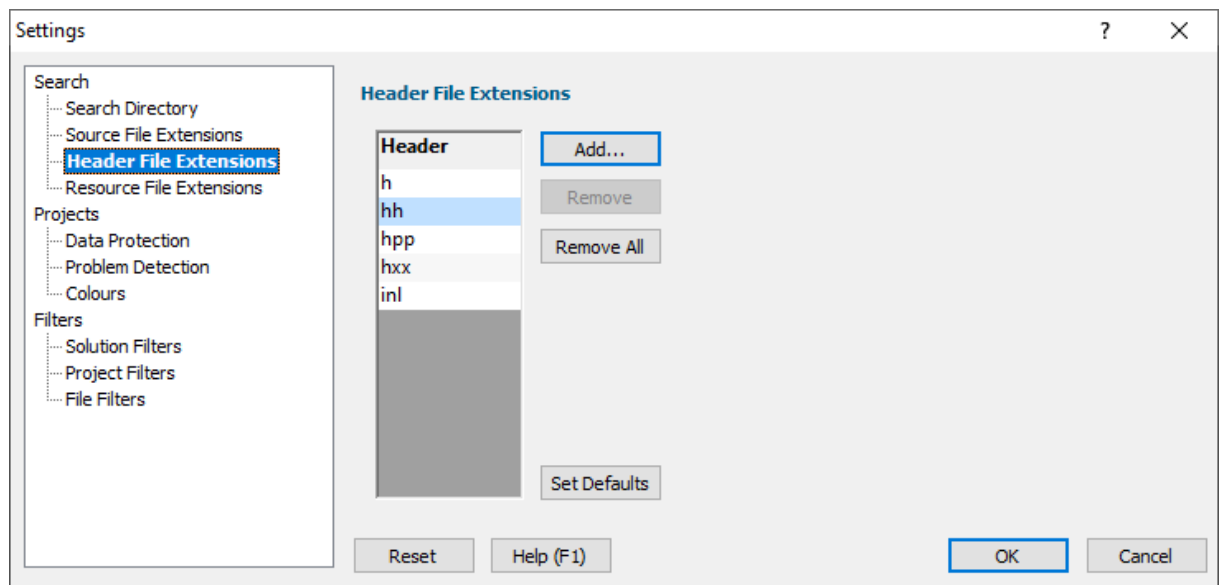 Settings
?
Search
Search Directory
Source File Extensions
Header File Extensions
Resource File Extensions
Projects
Data Protection
Problem Detection
Colours
Filters
Solution Filters
Project Filters
File Filters
Header File Extensions
Header
h
hh
hpp
hxx
inl
Add...
Remove
Remove All
Set Defaults
Reset
Help (F1)
OK
Cancel